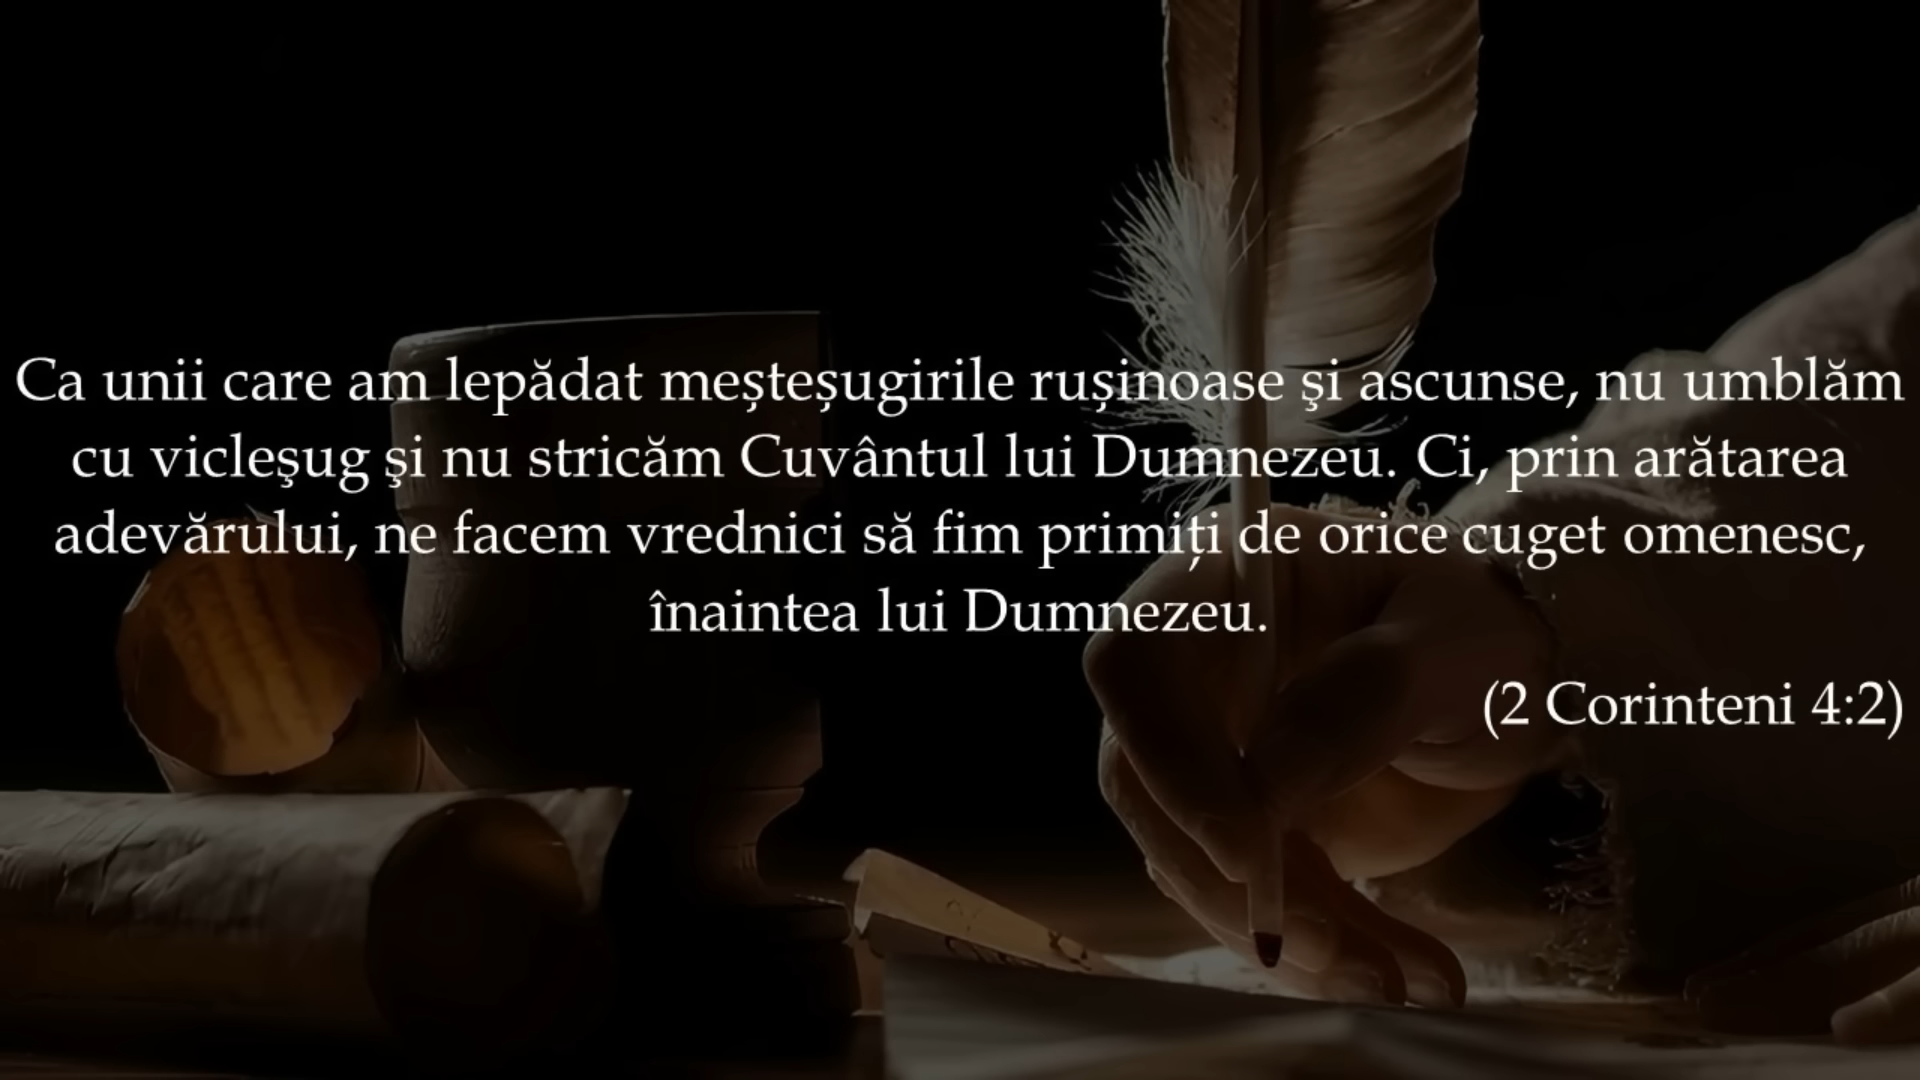 Ca unii care am lepădat meșteșugirile rușinoase şi ascunse, nu umblăm
cu vicleşug şi nu stricăm Cuvântul lui Dumnezeu. Ci, prin arătarea
adevărului, ne facem vrednici să fim primiți de orice cuget omenesc,
înaintea lui Dumnezeu.
(2 Corinteni 4:2)